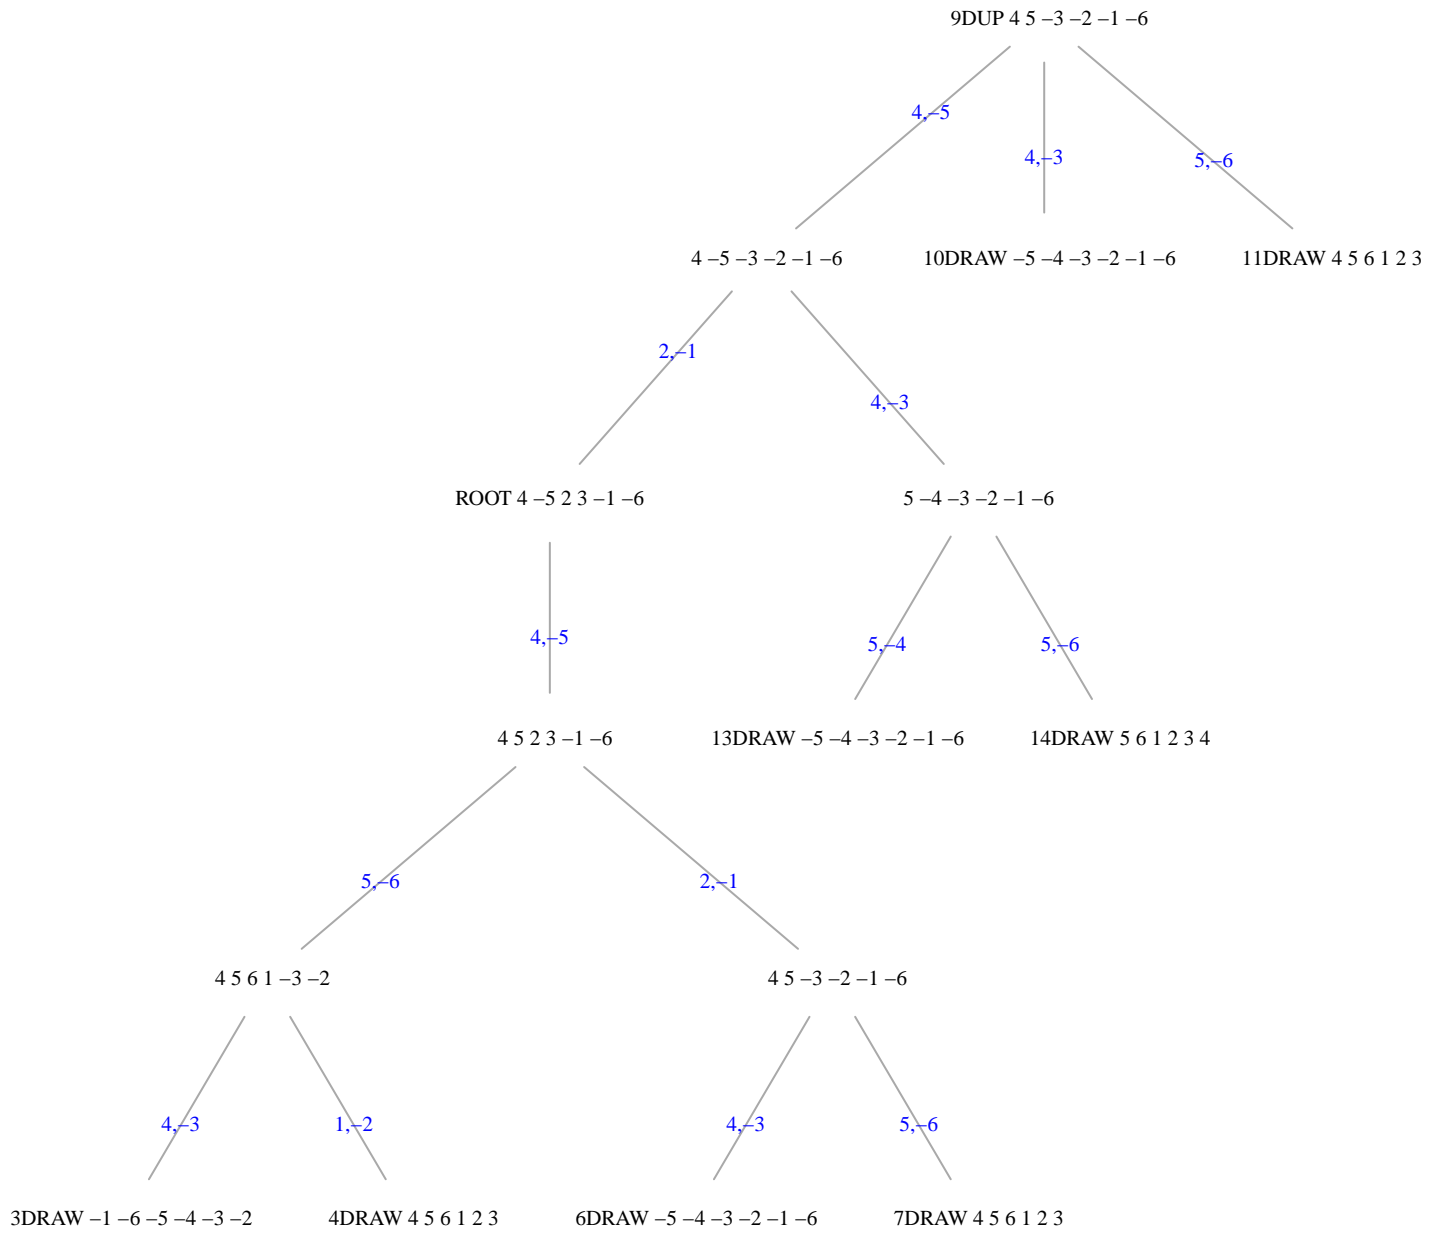 9DUP 4 5 –3 –2 –1 –6
4,–5
4,–3
5,–6
4 –5 –3 –2 –1 –6
10DRAW –5 –4 –3 –2 –1 –6
11DRAW 4 5 6 1 2 3
2,–1
4,–3
ROOT 4 –5 2 3 –1 –6
5 –4 –3 –2 –1 –6
4,–5
5,–4
5,–6
4 5 2 3 –1 –6
13DRAW –5 –4 –3 –2 –1 –6
14DRAW 5 6 1 2 3 4
5,–6
2,–1
4 5 6 1 –3 –2
4 5 –3 –2 –1 –6
4,–3
1,–2
4,–3
5,–6
3DRAW –1 –6 –5 –4 –3 –2
4DRAW 4 5 6 1 2 3
6DRAW –5 –4 –3 –2 –1 –6
7DRAW 4 5 6 1 2 3